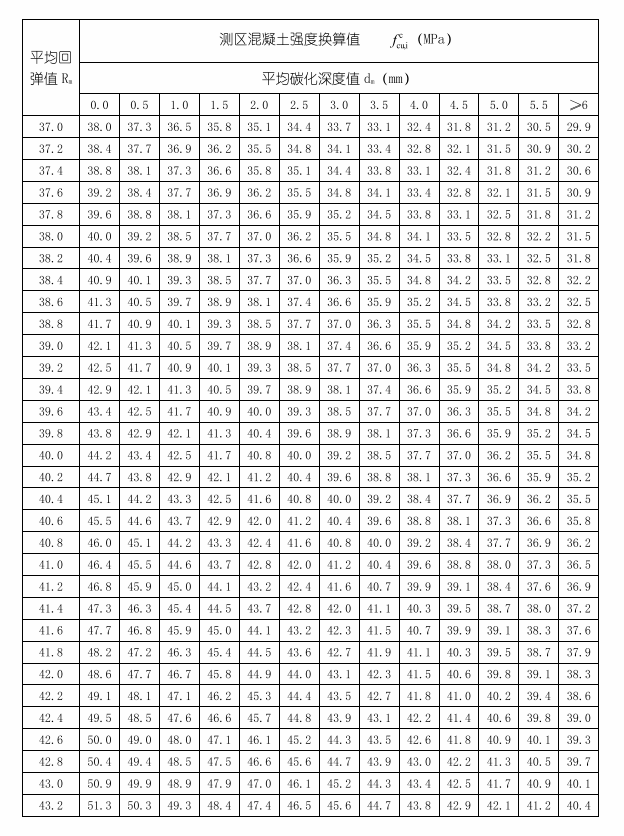 测区混凝土强度换算值 f^c_cu,i (MPa)
平均回弹值 Rm
平均碳化深度值 dm (mm)
0.0 0.5 1.0 1.5 2.0 2.5 3.0 3.5 4.0 4.5 5.0 5.5 ≥6
37.0 38.0 37.3 36.5 35.8 35.1 34.4 33.7 33.1 32.4 31.8 31.2 30.5 29.9
37.2 38.4 37.7 36.9 36.2 35.5 34.8 34.1 33.4 32.8 32.1 31.5 30.9 30.2
37.4 38.8 38.1 37.3 36.6 35.8 35.1 34.4 33.8 33.1 32.4 31.8 31.2 30.6
37.6 39.2 38.4 37.7 36.9 36.2 35.5 34.8 34.1 33.4 32.8 32.1 31.5 30.9
37.8 39.6 38.8 38.1 37.3 36.6 35.9 35.2 34.5 33.8 33.1 32.5 31.8 31.2
38.0 40.0 39.2 38.5 37.7 37.0 36.2 35.5 34.8 34.1 33.5 32.8 32.2 31.5
38.2 40.4 39.6 38.9 38.1 37.3 36.6 35.9 35.2 34.5 33.8 33.1 32.5 31.8
38.4 40.9 40.1 39.3 38.5 37.7 37.0 36.3 35.5 34.8 34.2 33.5 32.8 32.2
38.6 41.3 40.5 39.7 38.9 38.1 37.4 36.6 35.9 35.2 34.5 33.8 33.2 32.5
38.8 41.7 40.9 40.1 39.3 38.5 37.7 37.0 36.3 35.5 34.8 34.2 33.5 32.8
39.0 42.1 41.3 40.5 39.7 38.9 38.1 37.4 36.6 35.9 35.2 34.5 33.8 33.2
39.2 42.5 41.7 40.9 40.1 39.3 38.5 37.7 37.0 36.3 35.5 34.8 34.2 33.5
39.4 42.9 42.1 41.3 40.5 39.7 38.9 38.1 37.4 36.6 35.9 35.2 34.5 33.8
39.6 43.4 42.5 41.7 40.9 40.0 39.3 38.5 37.7 37.0 36.3 35.5 34.8 34.2
39.8 43.8 42.9 42.1 41.3 40.4 39.6 38.9 38.1 37.3 36.6 35.9 35.2 34.5
40.0 44.2 43.4 42.5 41.7 40.8 40.0 39.2 38.5 37.7 37.0 36.2 35.5 34.8
40.2 44.7 43.8 42.9 42.1 41.2 40.4 39.6 38.8 38.1 37.3 36.6 35.9 35.2
40.4 45.1 44.2 43.3 42.5 41.6 40.8 40.0 39.2 38.4 37.7 36.9 36.2 35.5
40.6 45.5 44.6 43.7 42.9 42.0 41.2 40.4 39.6 38.8 38.1 37.3 36.6 35.8
40.8 46.0 45.1 44.2 43.3 42.4 41.6 40.8 40.0 39.2 38.4 37.7 36.9 36.2
41.0 46.4 45.5 44.6 43.7 42.8 42.0 41.2 40.4 39.6 38.8 38.0 37.3 36.5
41.2 46.8 45.9 45.0 44.1 43.2 42.4 41.6 40.7 39.9 39.1 38.4 37.6 36.9
41.4 47.3 46.3 45.4 44.5 43.7 42.8 42.0 41.1 40.3 39.5 38.7 38.0 37.2
41.6 47.7 46.8 45.9 45.0 44.1 43.2 42.3 41.5 40.7 39.9 39.1 38.3 37.6
41.8 48.2 47.2 46.3 45.4 44.5 43.6 42.7 41.9 41.1 40.3 39.5 38.7 37.9
42.0 48.6 47.7 46.7 45.8 44.9 44.0 43.1 42.3 41.5 40.6 39.8 39.1 38.3
42.2 49.1 48.1 47.1 46.2 45.3 44.4 43.5 42.7 41.8 41.0 40.2 39.4 38.6
42.4 49.5 48.5 47.6 46.6 45.7 44.8 43.9 43.1 42.2 41.4 40.6 39.8 39.0
42.6 50.0 49.0 48.0 47.1 46.1 45.2 44.3 43.5 42.6 41.8 40.9 40.1 39.3
42.8 50.4 49.4 48.5 47.5 46.6 45.6 44.7 43.9 43.0 42.2 41.3 40.5 39.7
43.0 50.9 49.9 48.9 47.9 47.0 46.1 45.2 44.3 43.4 42.5 41.7 40.9 40.1
43.2 51.3 50.3 49.3 48.4 47.4 46.5 45.6 44.7 43.8 42.9 42.1 41.2 40.4